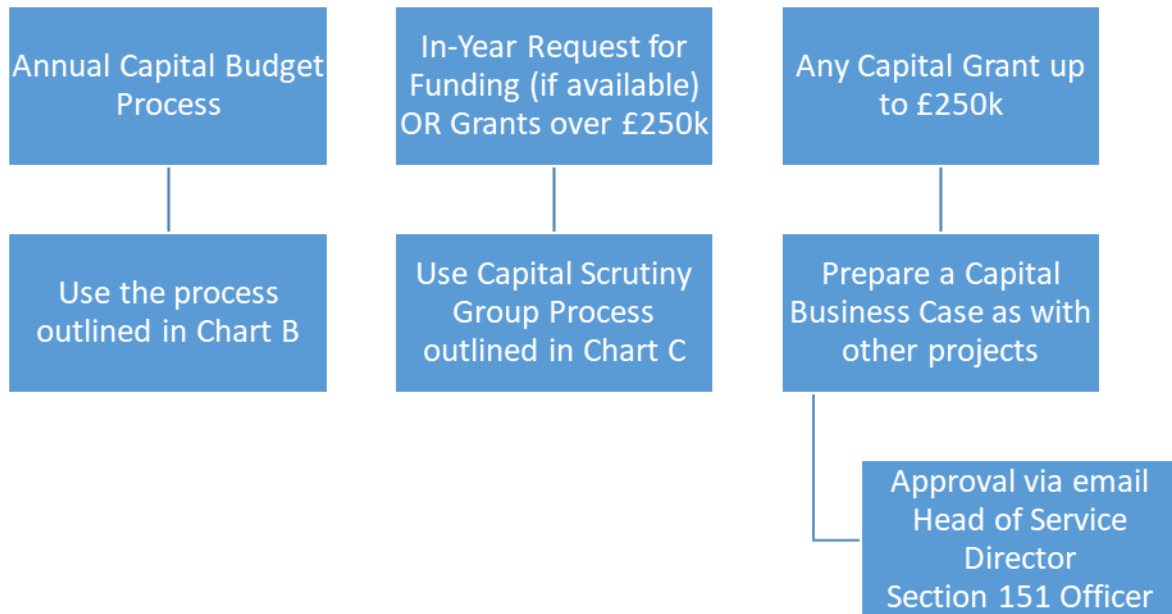 Annual Capital Budget
Process
In-Year Request for
Funding (if available)
OR Grants over £250k
Any Capital Grant up
to £250k
Use the process
outlined in Chart B
Use Capital Scrutiny
Group Process
outlined in Chart C
Prepare a Capital
Business Case as with
other projects
Approval via email
Head of Service
Director
Section 151 Officer